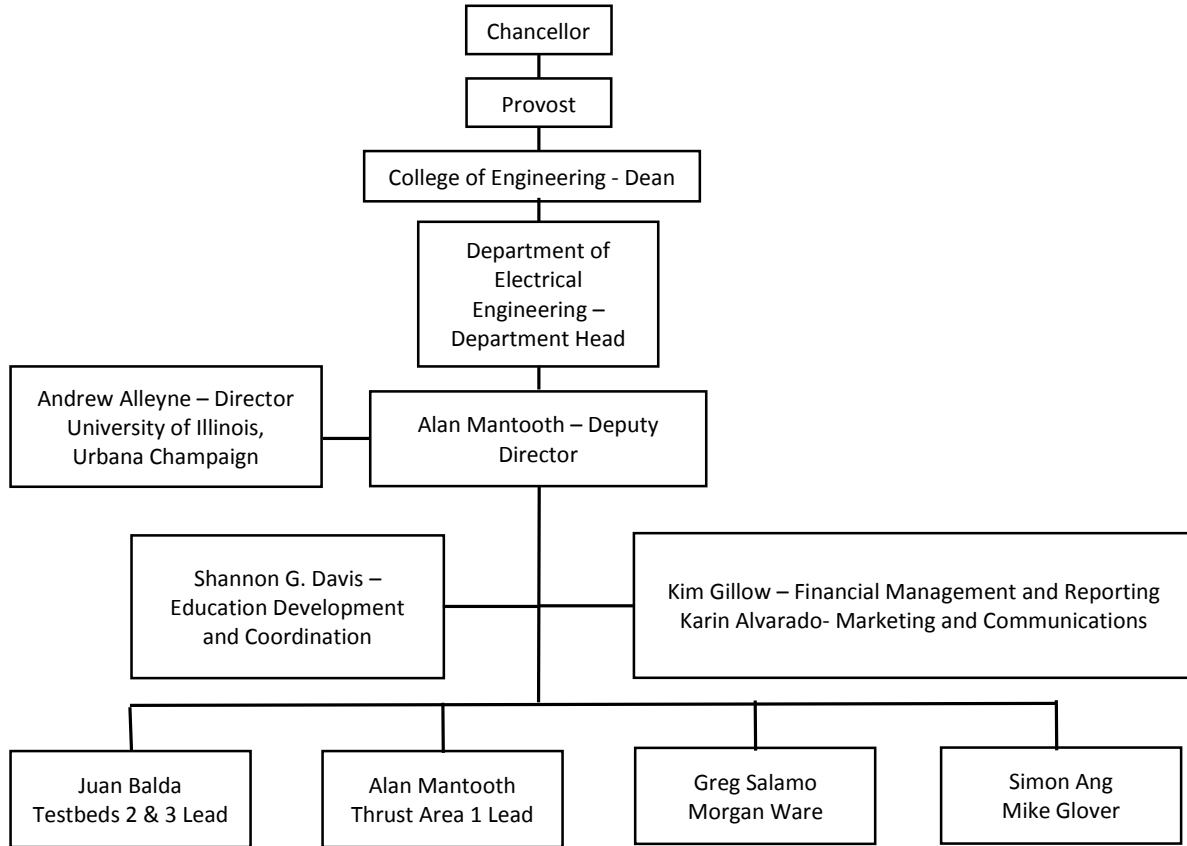 Chancellor
Provost
College of Engineering - Dean
Department of
Electrical
Engineering –
Department Head
Andrew Alleyne – Director
University of Illinois,
Urbana Champaign
Alan Mantooth – Deputy
Director
Shannon G. Davis –
Education Development
and Coordination
Kim Gillow – Financial Management and Reporting
Karin Alvarado- Marketing and Communications
Juan Balda
Testbeds 2 & 3 Lead
Alan Mantooth
Thrust Area 1 Lead
Greg Salamo
Morgan Ware
Simon Ang
Mike Glover